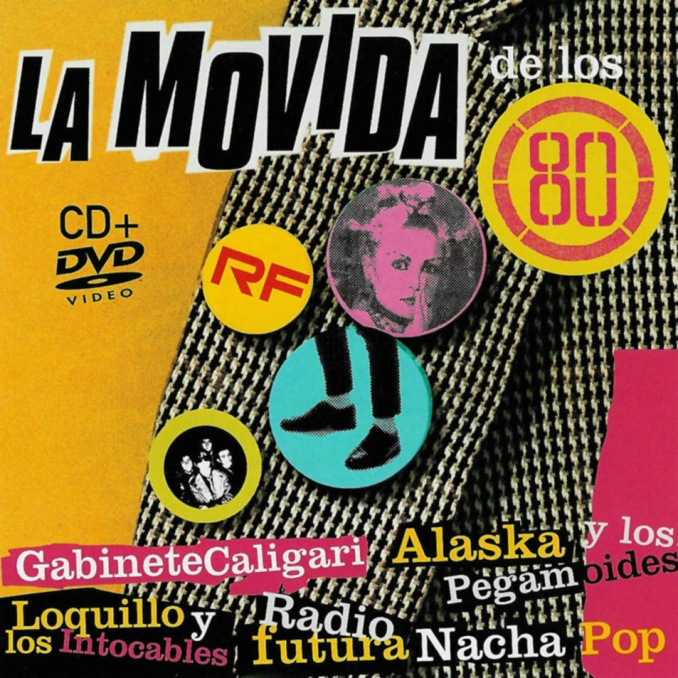 LA MOVIDA
de los
80
CD+
DVD
VIDEO
RF
GabineteCaligari
Alaska y los
Pegamoides
Loquillo y
los Intocables
Radio
futura
Nacha Pop